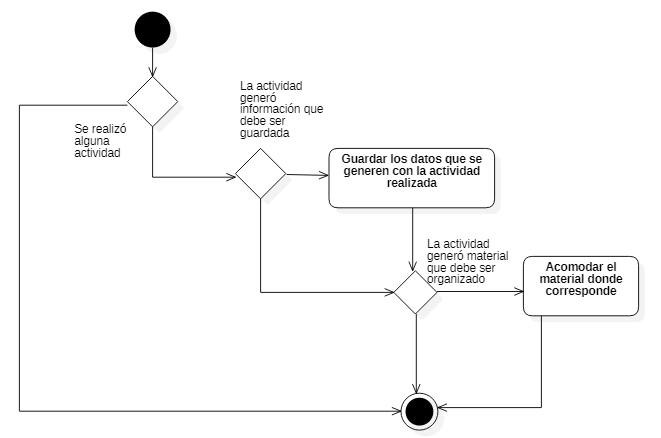 La actividad
generó
información que
debe ser
guardada
Se realizó
alguna
actividad
Guardar los datos que se
generen con la actividad
realizada
La actividad
generó material
que debe ser
organizado
Acomodar el
material donde
corresponde